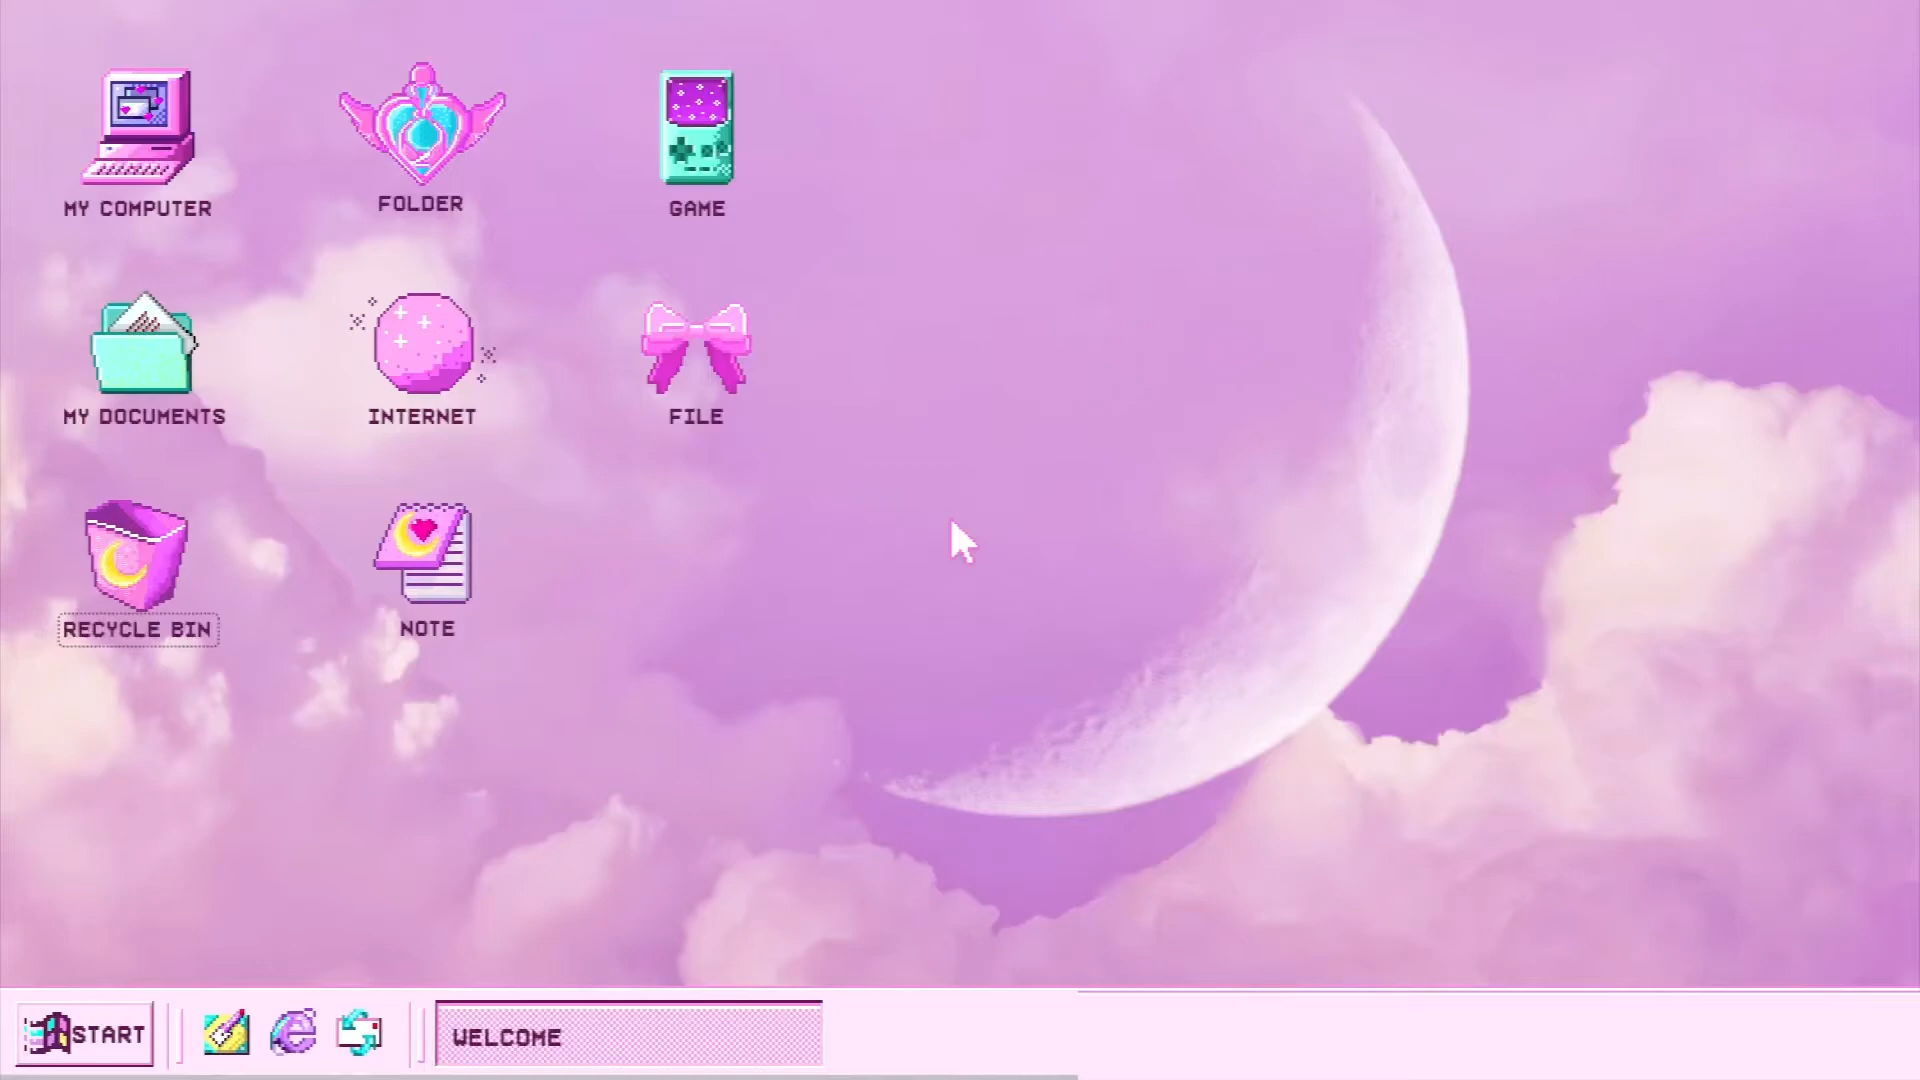 MY COMPUTER
FOLDER
GAME
MY DOCUMENTS
INTERNET
FILE
RECYCLE BIN
NOTE
START
WELCOME